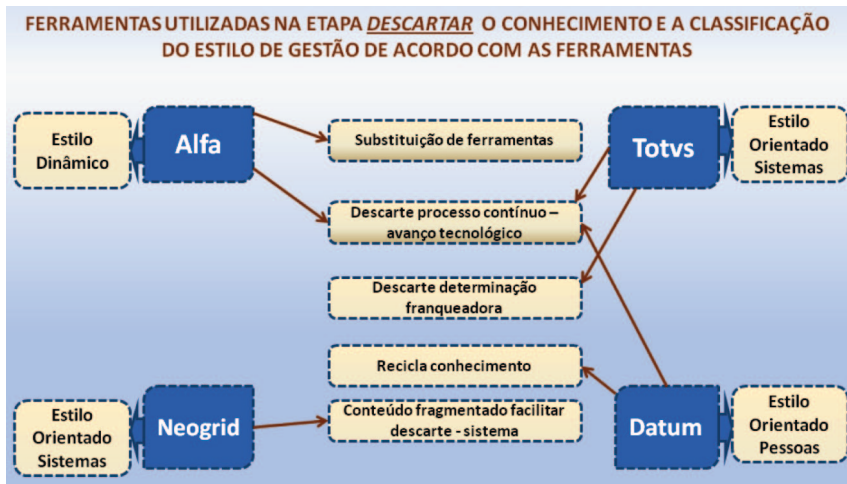 FERRAMENTAS UTILIZADAS NA ETAPA DESCARTAR O CONHECIMENTO E A CLASSIFICAÇÃO
DO ESTILO DE GESTÃO DE ACORDO COM AS FERRAMENTAS
Estilo
Dinâmico
Alfa
Substituição de ferramentas
Totvs
Estilo
Orientado
Sistemas
Descarte processo contínuo –
avanço tecnológico
Descarte determinação
franqueadora
Recicla conhecimento
Estilo
Orientado
Sistemas
Neogrid
Conteúdo fragmentado facilitar
descarte - sistema
Datum
Estilo
Orientado
Pessoas